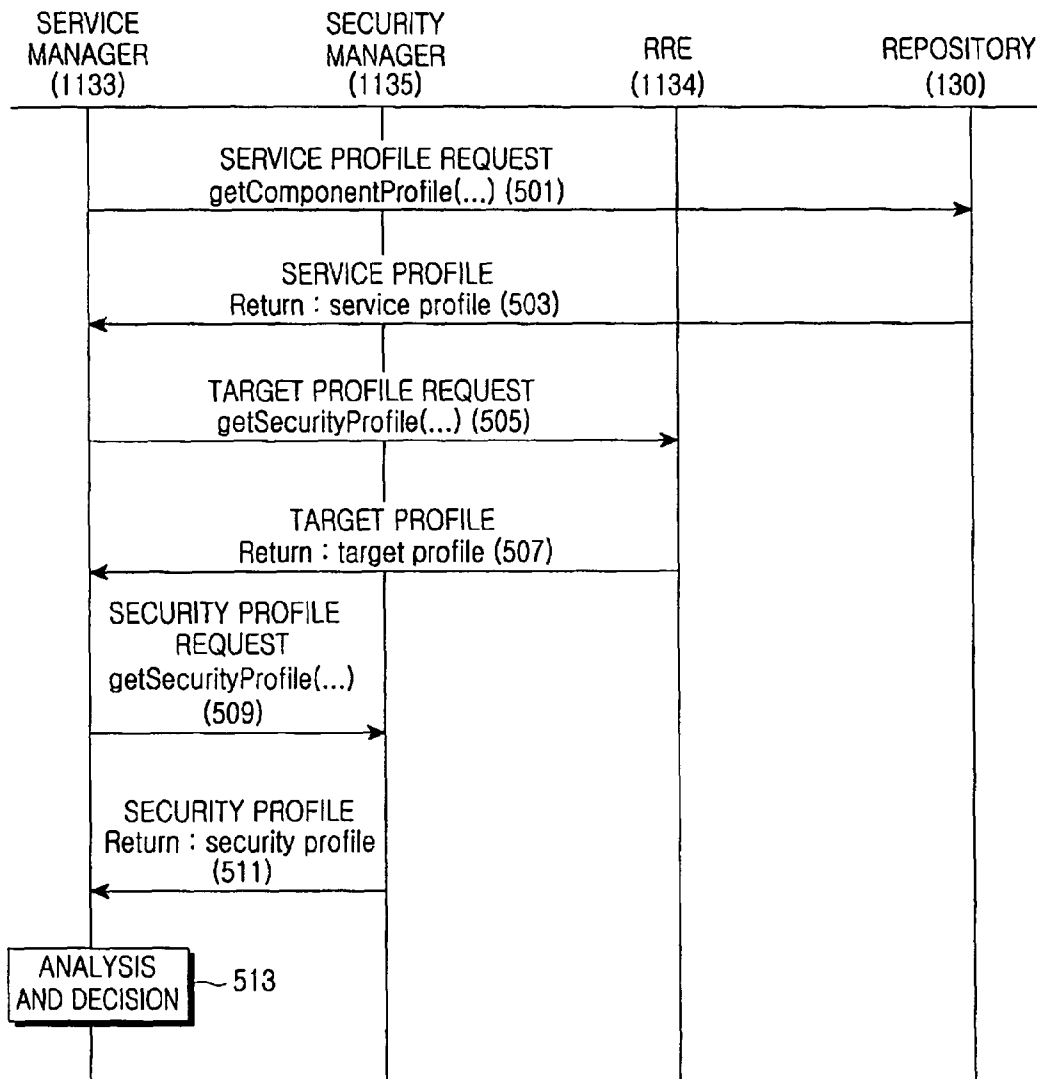 SERVICE
MANAGER
(1133)
SECURITY
MANAGER
(1135)
RRE
(1134)
REPOSITORY
(130)
SERVICE PROFILE REQUEST
getComponentProfile(...) (501)
SERVICE PROFILE
Return : service profile (503)
TARGET PROFILE REQUEST
getSecurityProfile(...) (505)
TARGET PROFILE
Return : target profile (507)
SECURITY PROFILE
REQUEST
getSecurityProfile(...)
(509)
SECURITY PROFILE
Return : security profile
(511)
ANALYSIS
AND DECISION
513